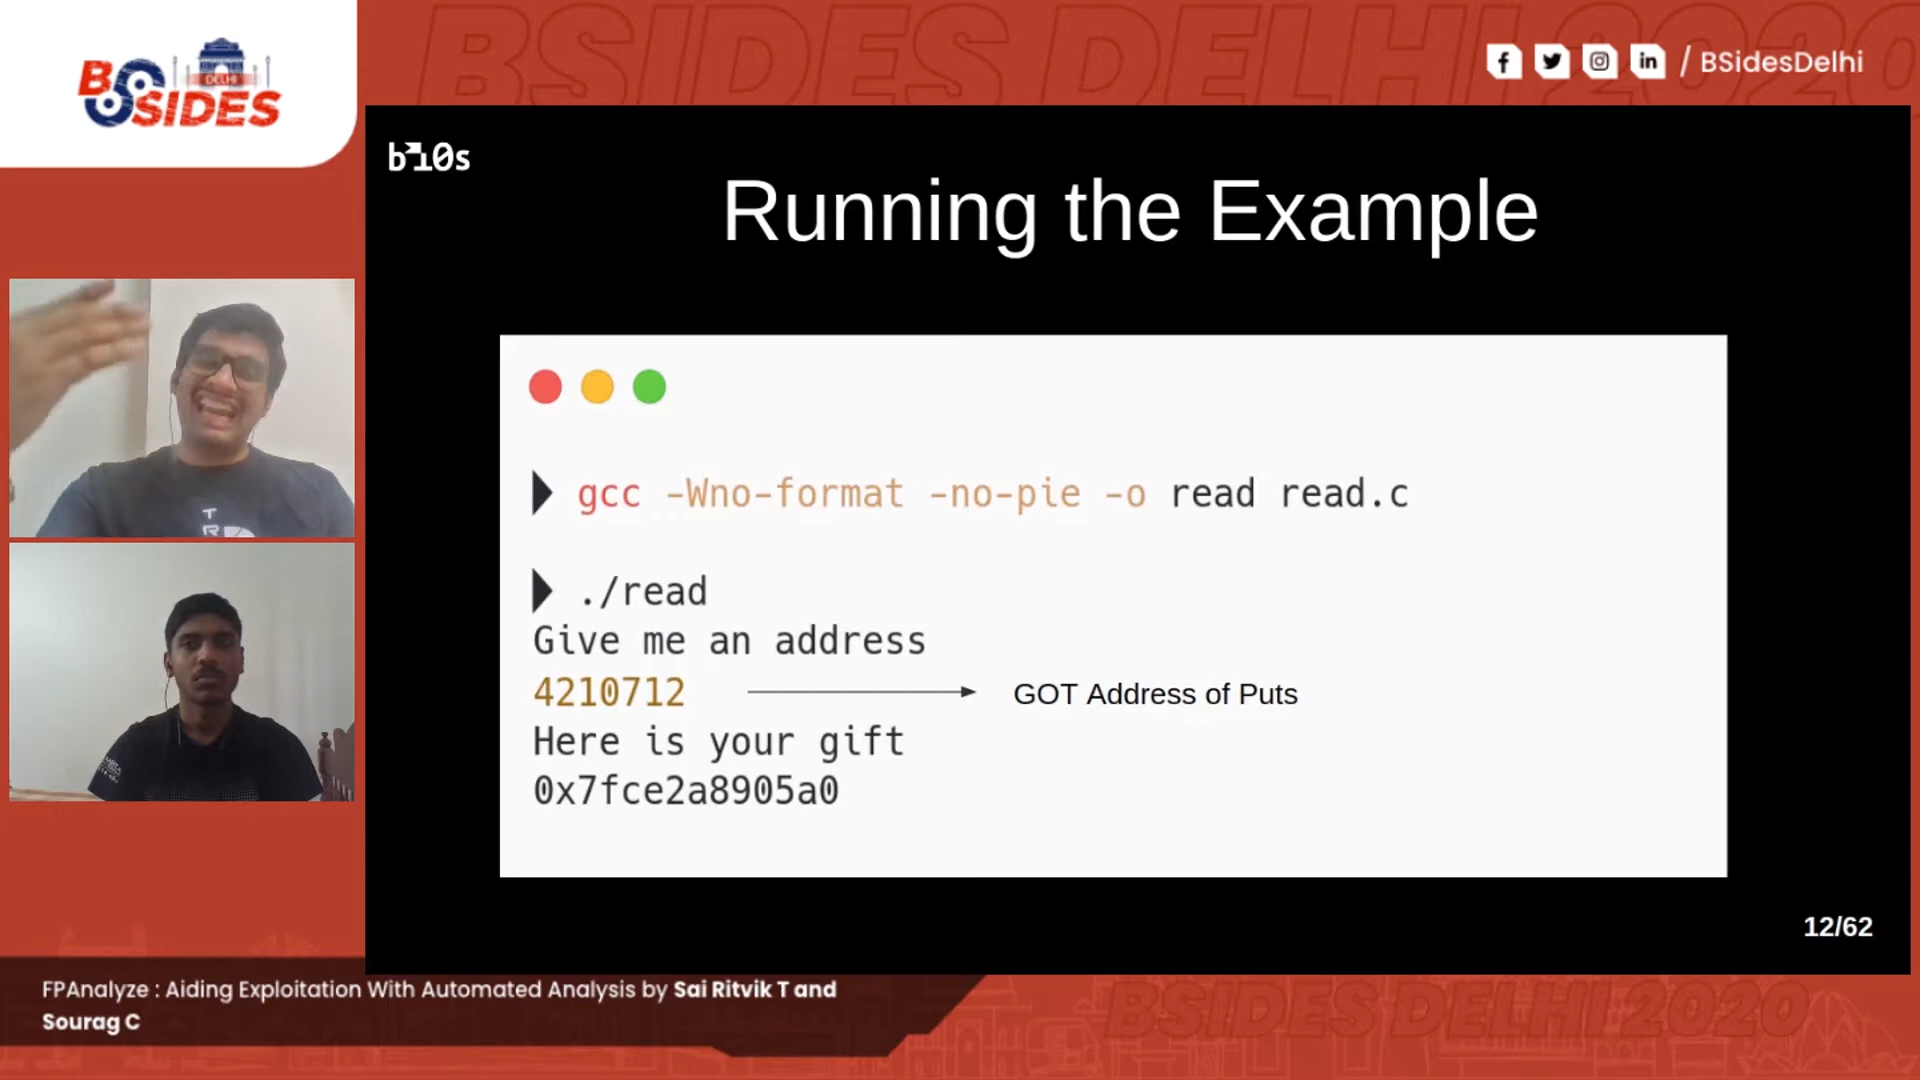 BSIDES DELHI 2020
B SIDES
DELHI
/ BSidesDelhi
bi0s
Running the Example
gcc -Wno-format -no-pie -o read read.c
./read
Give me an address
4210712 GOT Address of Puts
Here is your gift
0x7fce2a8905a0
12/62
FPAnalyze : Aiding Exploitation With Automated Analysis by Sai Ritvik T and
Sourag C
BSIDES DELHI 2020